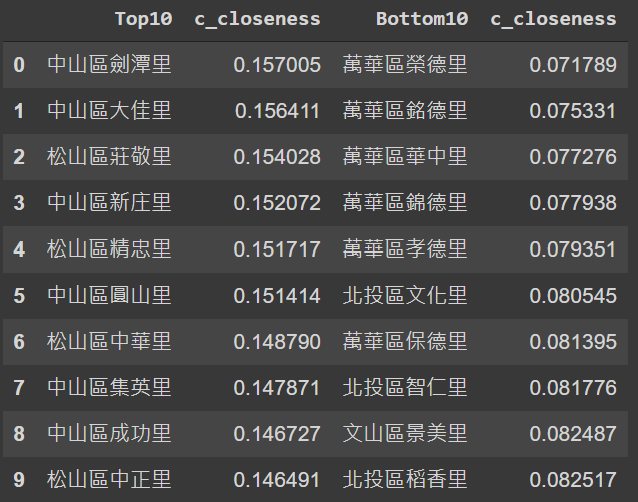 Top10 c_closeness Bottom10 c_closeness
0 中山區劍潭里 0.157005 萬華區榮德里 0.071789
1 中山區大佳里 0.156411 萬華區銘德里 0.075331
2 松山區莊敬里 0.154028 萬華區華中里 0.077276
3 中山區新庄里 0.152072 萬華區錦德里 0.077938
4 松山區精忠里 0.151717 萬華區孝德里 0.079351
5 中山區圓山里 0.151414 北投區文化里 0.080545
6 松山區中華里 0.148790 萬華區保德里 0.081395
7 中山區集英里 0.147871 北投區智仁里 0.081776
8 中山區成功里 0.146727 文山區景美里 0.082487
9 松山區中正里 0.146491 北投區稻香里 0.082517